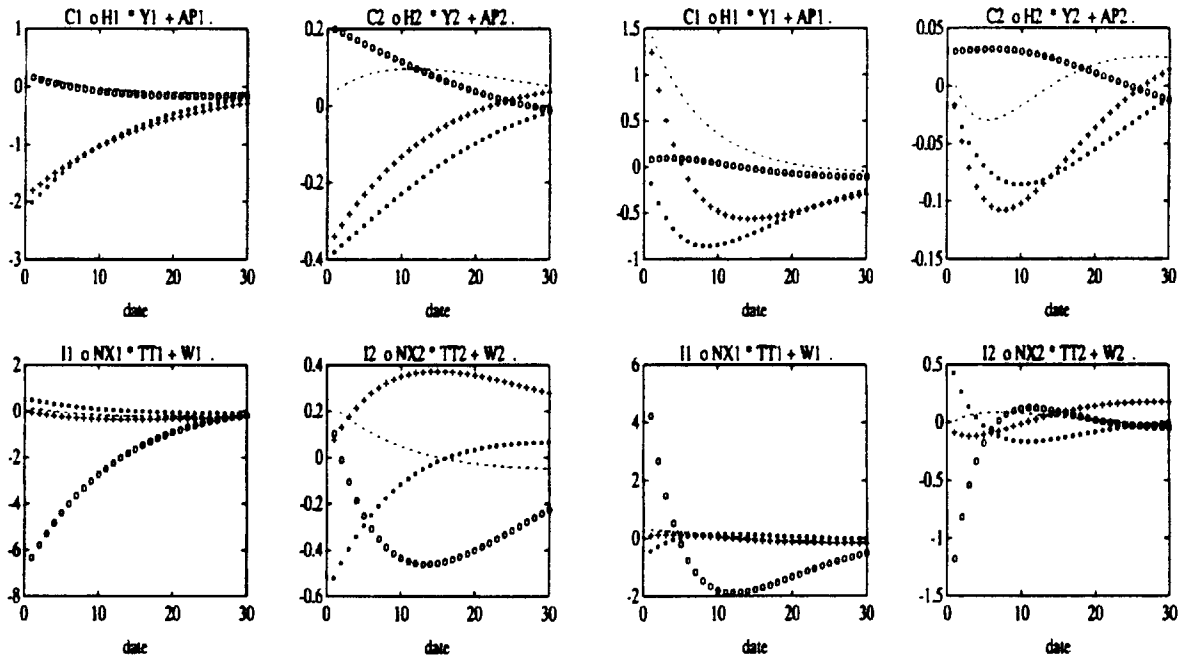 C1 o H1 * Y1 + AP1 .
1
0
-1
-2
-3
0 10 20 30
date
C2 o H2 * Y2 + AP2 .
0.2
0
-0.2
-0.4
0 10 20 30
date
C1 o H1 * Y1 + AP1 .
1.5
1
0.5
0
-0.5
-1
0 10 20 30
date
C2 o H2 * Y2 + AP2 .
0.05
0
-0.05
-0.1
-0.15
0 10 20 30
date
I1 o NX1 * TT1 + W1 .
2
0
-2
-4
-6
-8
0 10 20 30
date
I2 o NX2 * TT2 + W2 .
0.4
0.2
0
-0.2
-0.4
-0.6
0 10 20 30
date
I1 o NX1 * TT1 + W1 .
6
4
2
0
-2
0 10 20 30
date
I2 o NX2 * TT2 + W2 .
0.5
0
-0.5
-1
-1.5
0 10 20 30
date